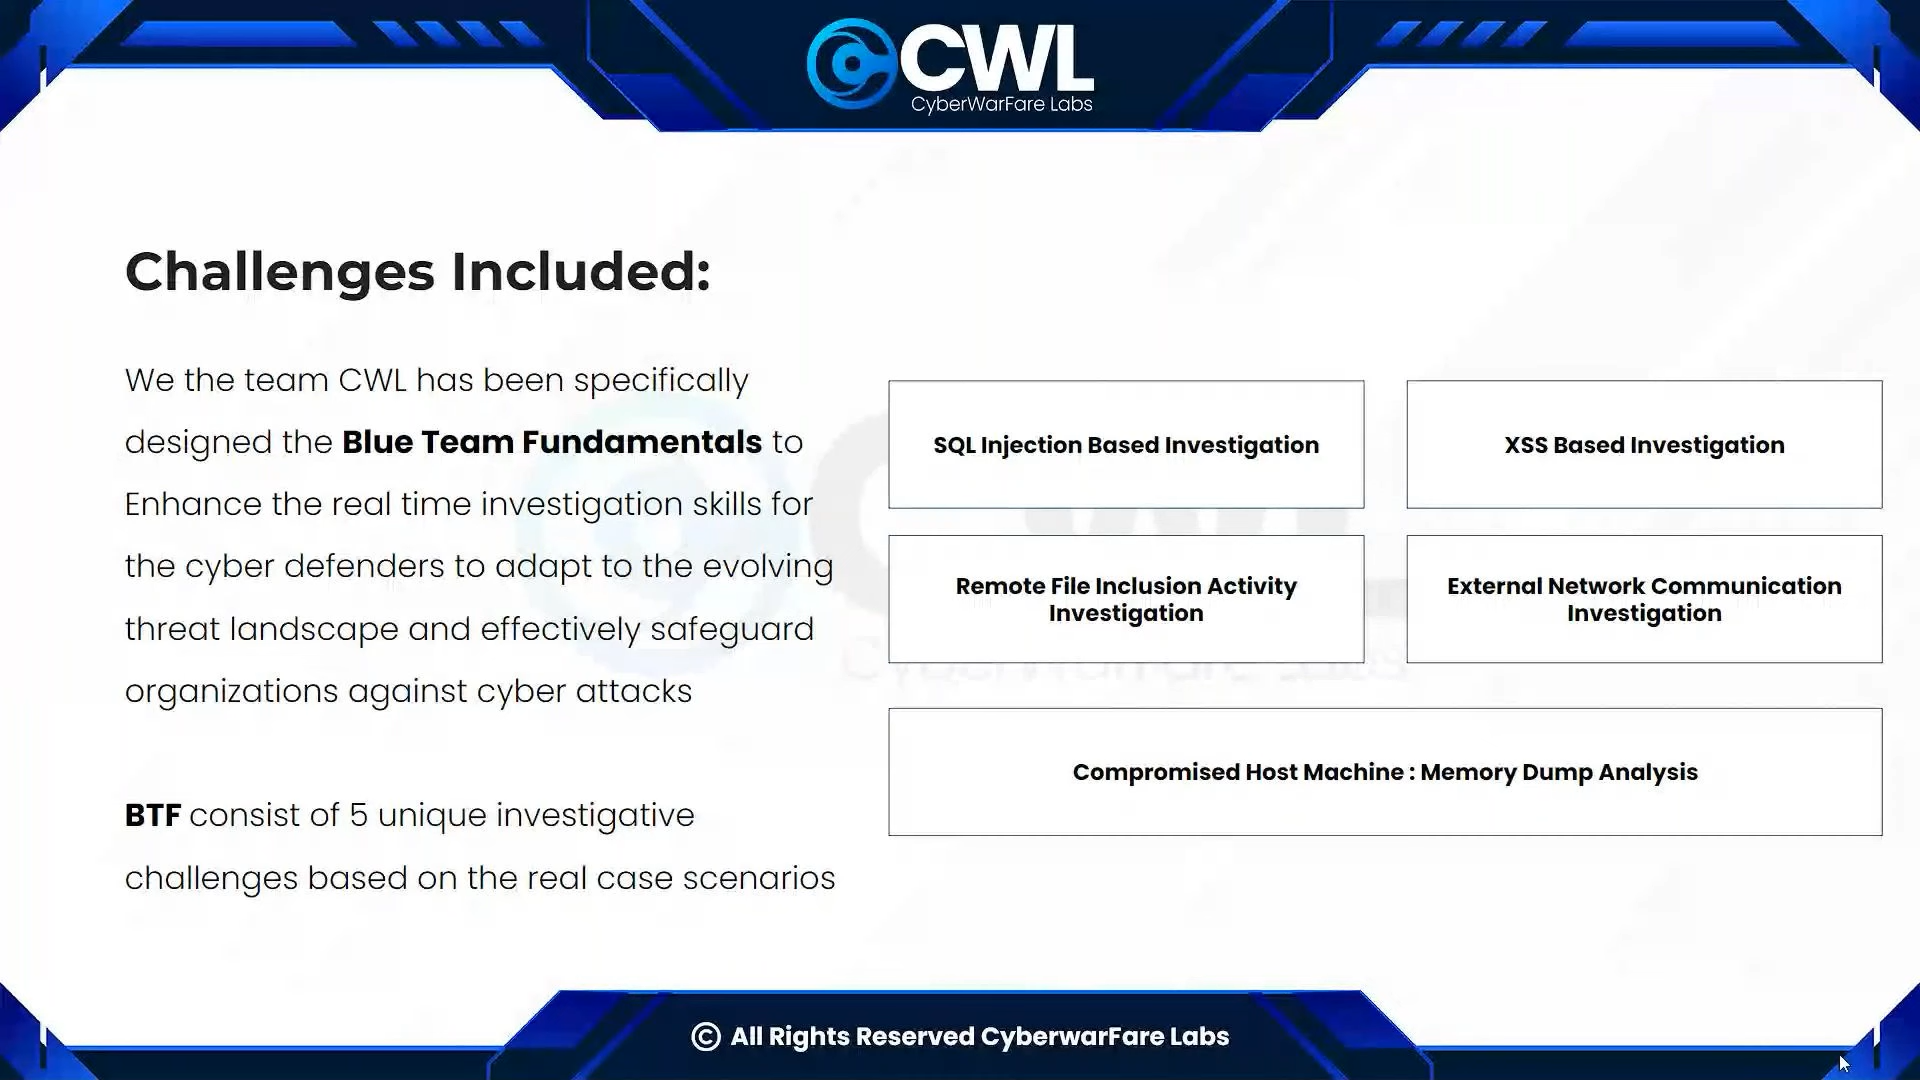 CWL
CyberWarFare Labs
Challenges Included:
We the team CWL has been specifically
designed the Blue Team Fundamentals to
Enhance the real time investigation skills for
the cyber defenders to adapt to the evolving
threat landscape and effectively safeguard
organizations against cyber attacks
BTF consist of 5 unique investigative
challenges based on the real case scenarios
SQL Injection Based Investigation
XSS Based Investigation
Remote File Inclusion Activity
Investigation
External Network Communication
Investigation
Compromised Host Machine : Memory Dump Analysis
© All Rights Reserved CyberwarFare Labs